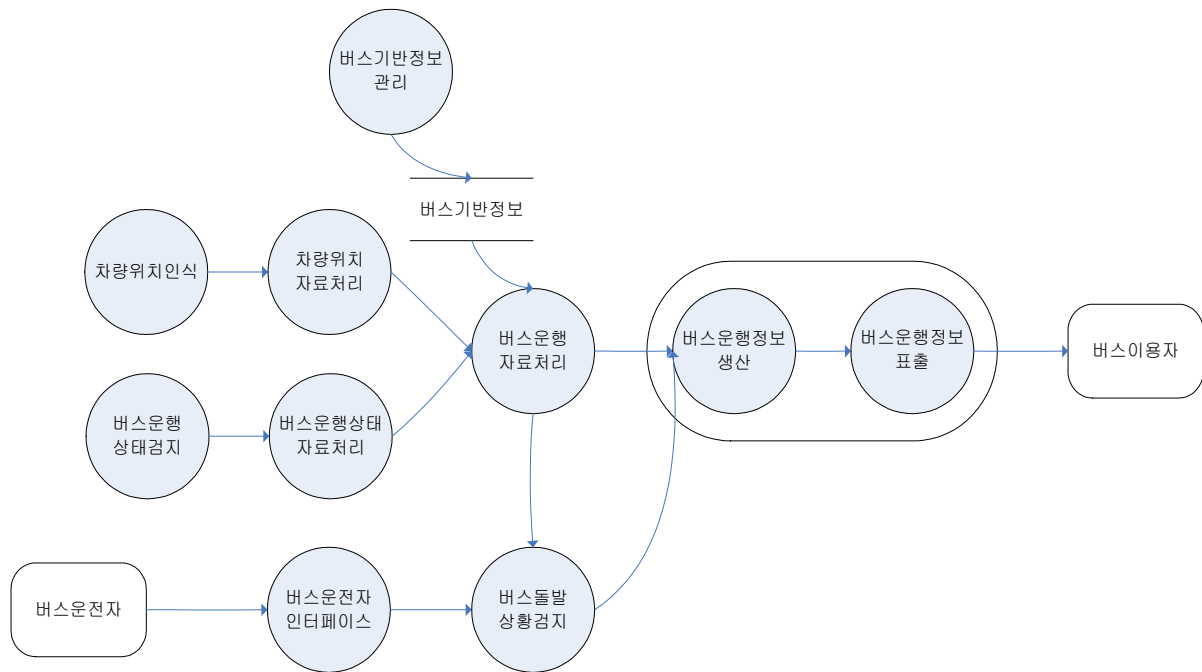 버스기반정보
관리
버스기반정보
차량위치인식
차량위치
자료처리
버스운행
상태검지
버스운행상태
자료처리
버스운행
자료처리
버스운행정보
생산
버스운행정보
표출
버스이용자
버스운전자
버스운전자
인터페이스
버스돌발
상황검지